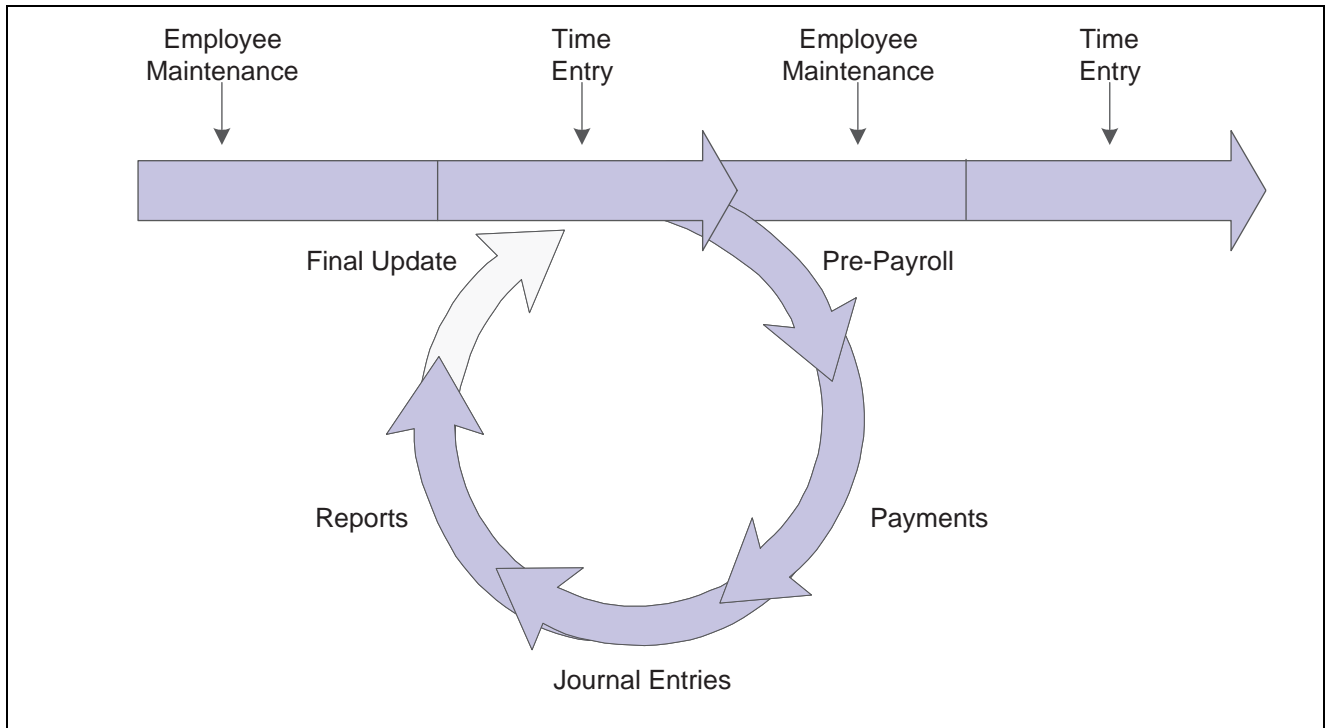 Employee
Maintenance
Time
Entry
Employee
Maintenance
Time
Entry
Final Update
Pre-Payroll
Reports
Payments
Journal Entries